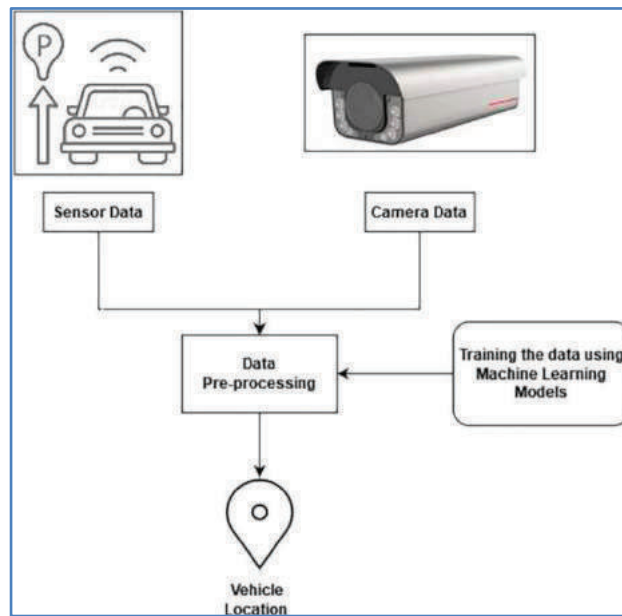 P
Sensor Data
Camera Data
Data
Pre-processing
Training the data using
Machine Learning
Models
Vehicle
Location